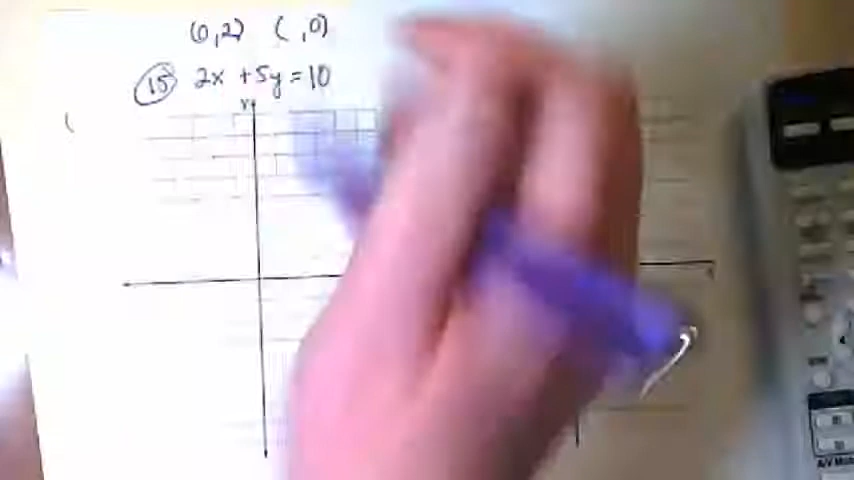 (0,2) ( ,0)
(15) 2x + 5y = 10
y
(